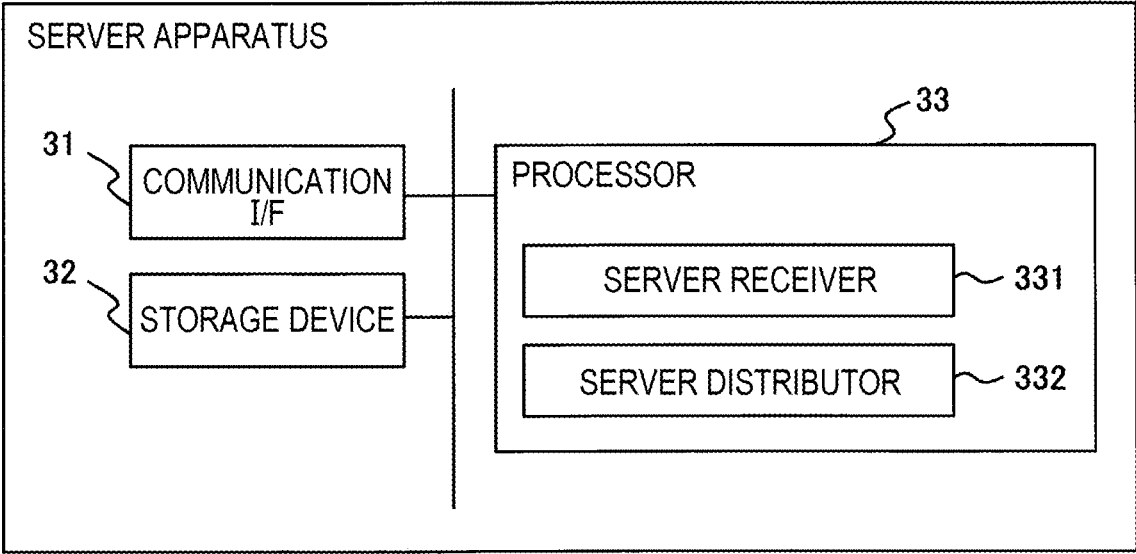 SERVER APPARATUS
33
31
COMMUNICATION
I/F
PROCESSOR
SERVER RECEIVER
331
32
STORAGE DEVICE
SERVER DISTRIBUTOR
332